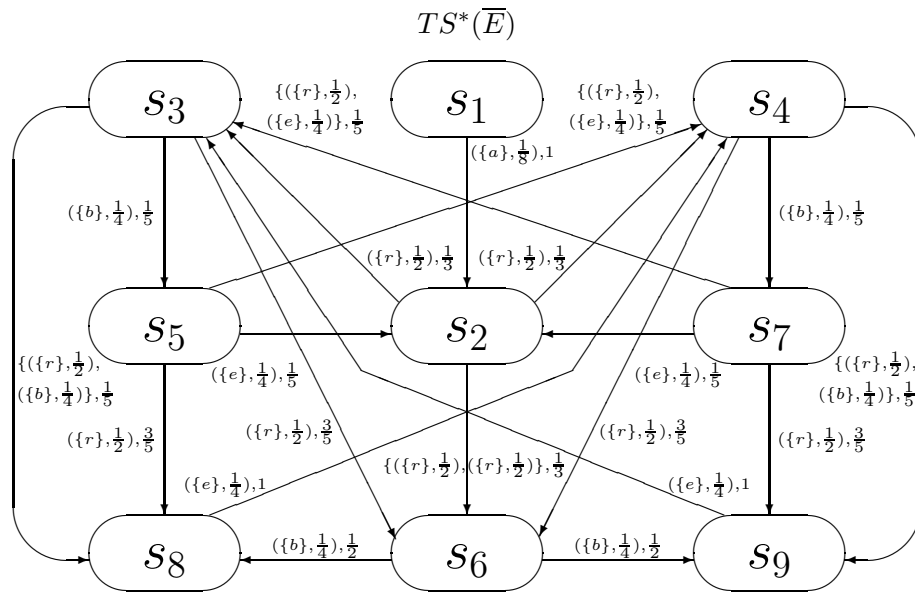 TS*(E̅)
s₃
s₁
s₄
{({r},1/2),
({e},1/4)},1/5
{({r},1/2),
({e},1/4)},1/5
({a},1/8),1
({b},1/4),1/5
({b},1/4),1/5
({r},1/2),1/3
({r},1/2),1/3
s₅
s₂
s₇
{({r},1/2),
({b},1/4)},1/5
({e},1/4),1/5
({e},1/4),1/5
{({r},1/2),
({b},1/4)},1/5
({r},1/2),3/5
({r},1/2),3/5
({r},1/2),3/5
({r},1/2),3/5
{({r},1/2),({r},1/2)},1/3
({e},1/4),1
({e},1/4),1
s₈
({b},1/4),1/2
s₆
({b},1/4),1/2
s₉